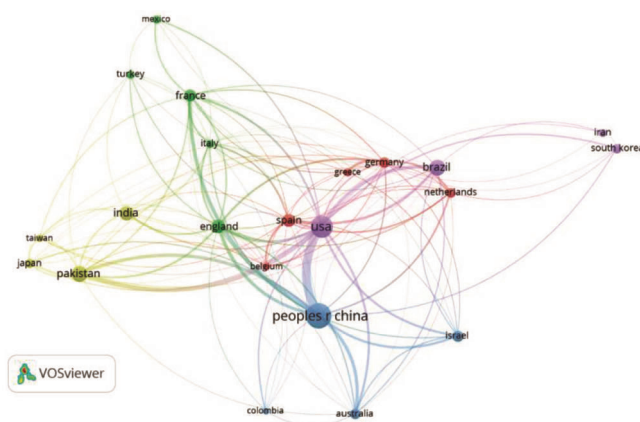 mexico
turkey
france
italy
iran
south korea
germany
brazil
greece
netherlands
india
spain
usa
england
taiwan
japan
pakistan
belgium
peoples r china
israel
VOSviewer
colombia
australia